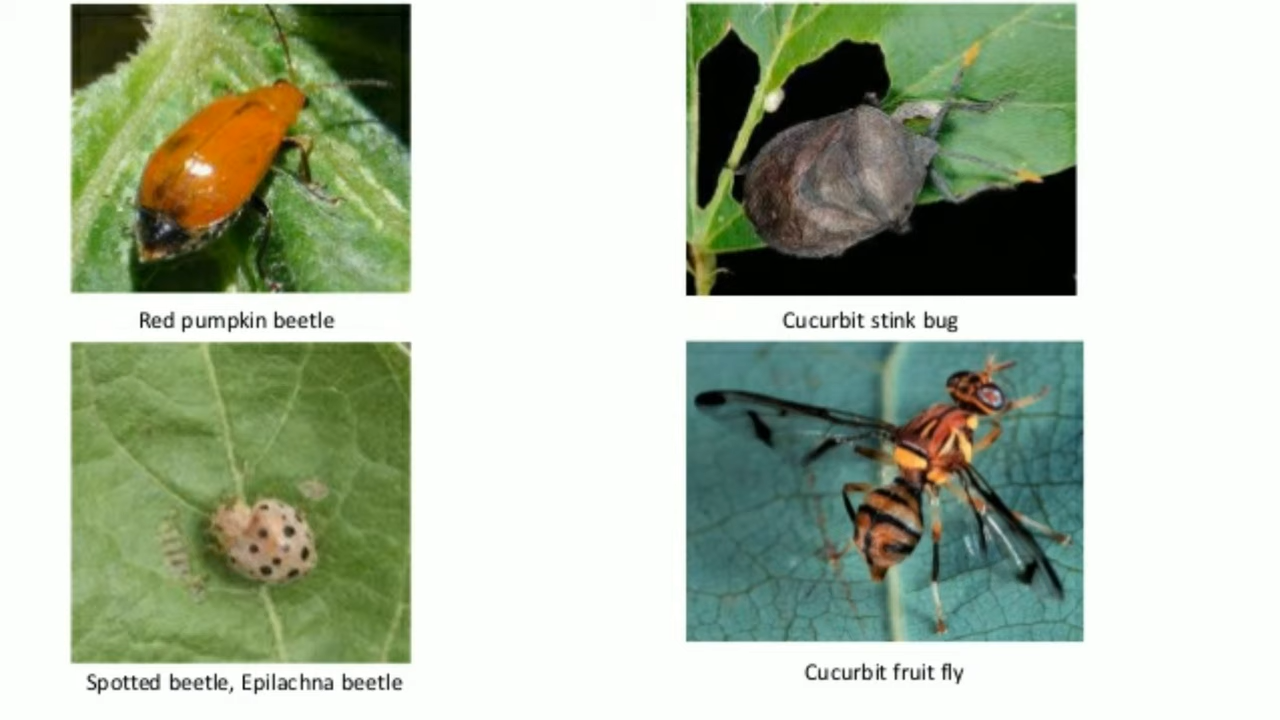 Red pumpkin beetle
Cucurbit stink bug
Spotted beetle, Epilachna beetle
Cucurbit fruit fly